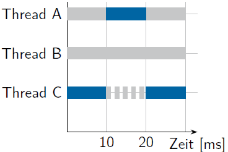 Thread A
Thread B
Thread C
10 20 Zeit [ms]